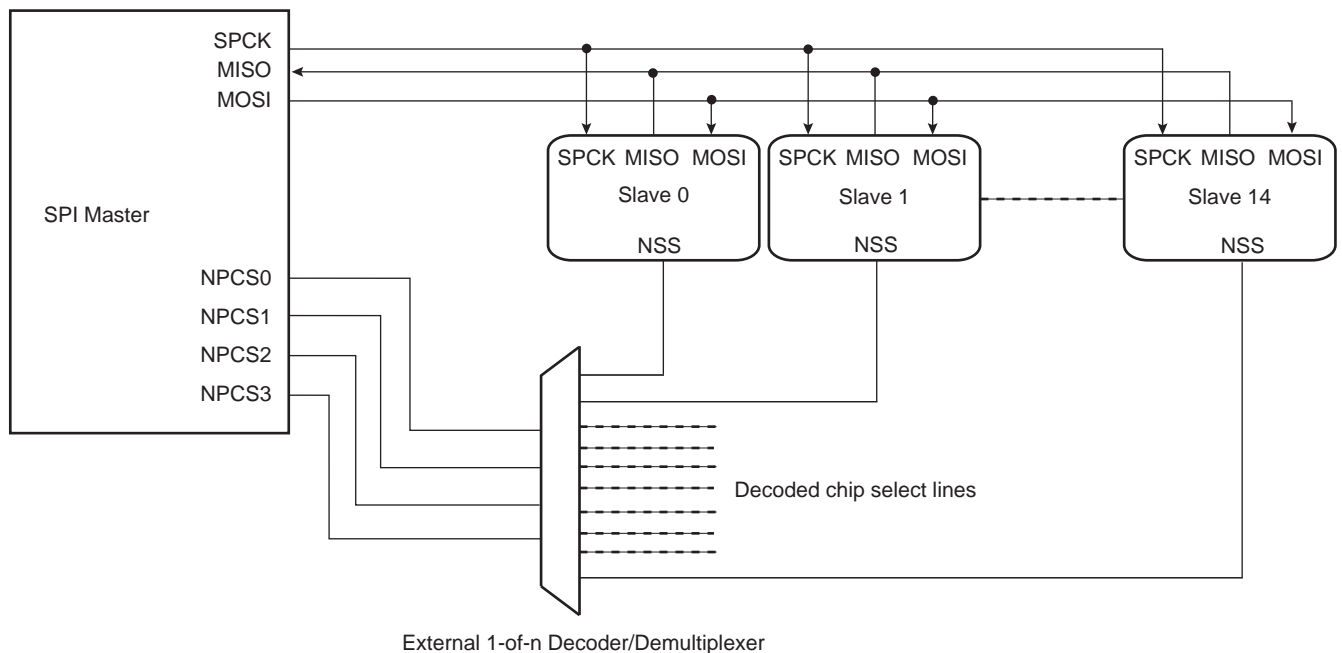 SPCK
MISO
MOSI
SPI Master
NPCS0
NPCS1
NPCS2
NPCS3
SPCK MISO MOSI
Slave 0
NSS
SPCK MISO MOSI
Slave 1
NSS
SPCK MISO MOSI
Slave 14
NSS
Decoded chip select lines
External 1-of-n Decoder/Demultiplexer